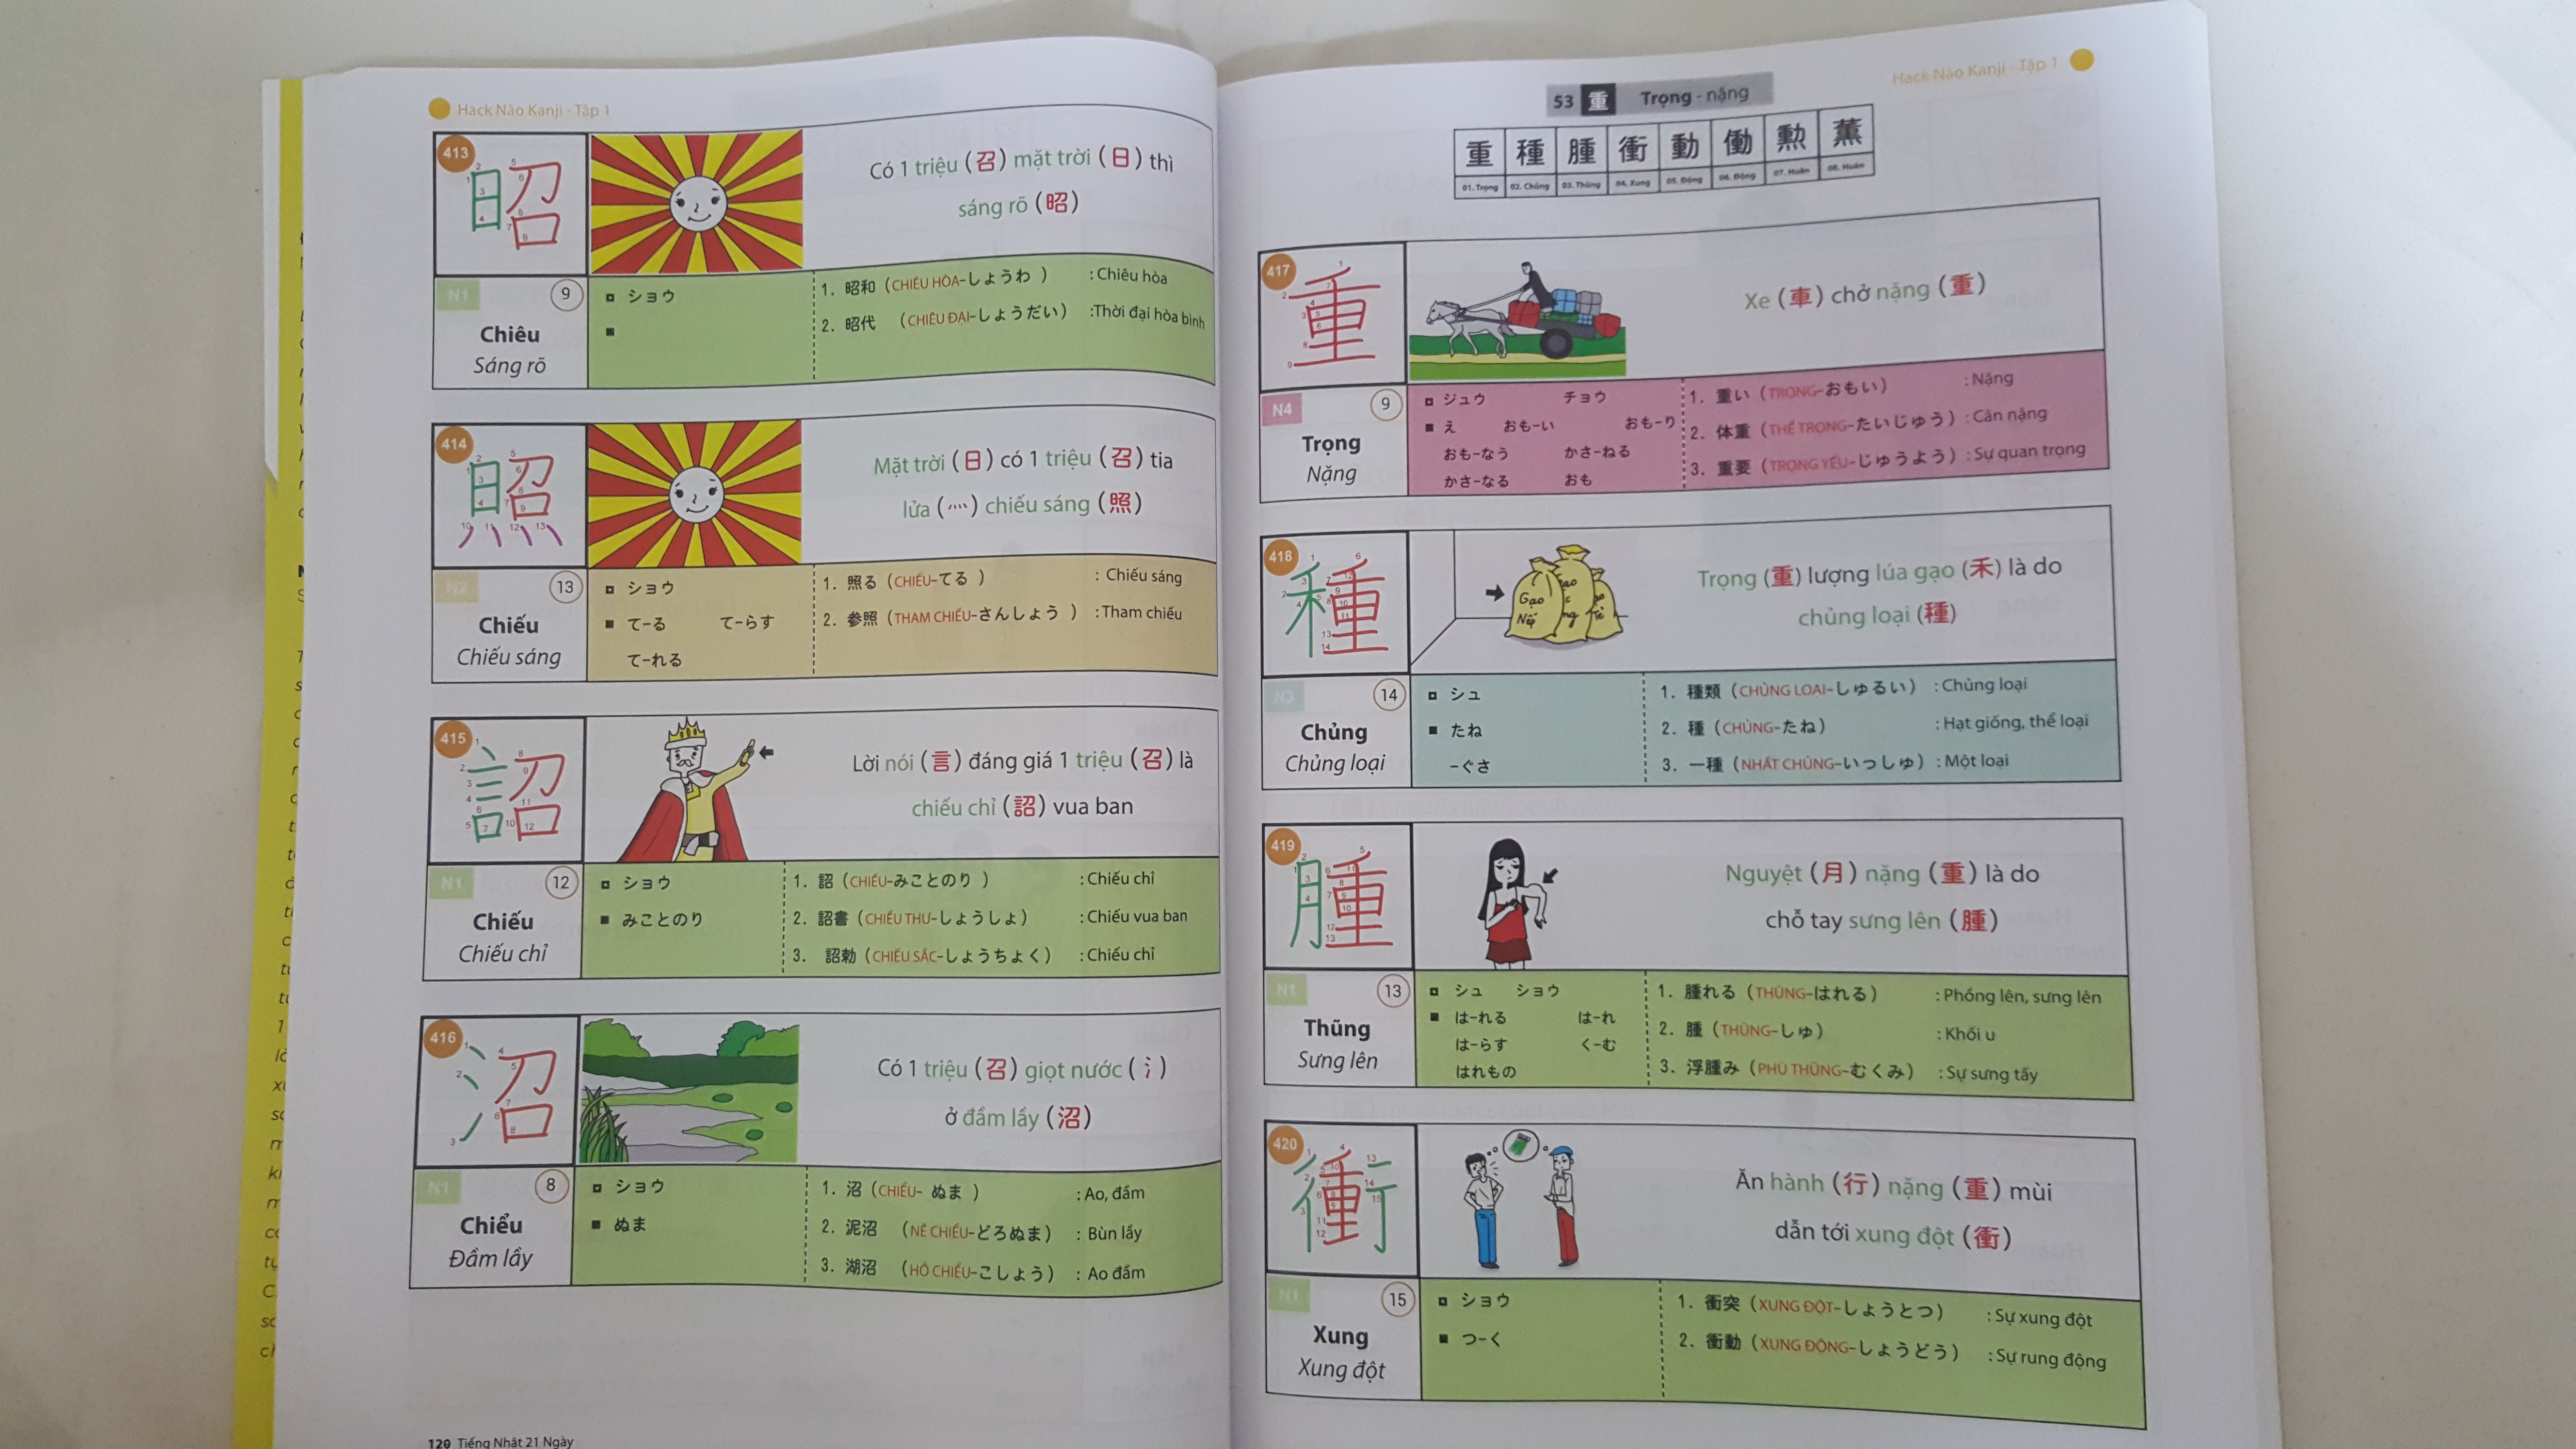 Hack Não Kanji - Tập 1
413
昭
Có 1 triệu (召) mặt trời (日) thì
sáng rõ (昭)
N1
9
Chiêu
Sáng rõ
ショウ
1. 昭和 (CHIÊU HÒA-しょうわ ) :Chiêu hòa
2. 昭代 (CHIÊU ĐẠI-しょうだい) :Thời đại hòa bình
414
照
Mặt trời (日) có 1 triệu (召) tia
lửa (灬) chiếu sáng (照)
N2
13
Chiếu
Chiếu sáng
ショウ
て-る て-らす
て-れる
1. 照る (CHIẾU-てる ) : Chiếu sáng
2. 参照 (THAM CHIẾU-さんしょう ) :Tham chiếu
415
詔
Lời nói (言) đáng giá 1 triệu (召) là
chiếu chỉ (詔) vua ban
N1
12
Chiếu
Chiếu chỉ
ショウ
みことのり
1. 詔 (CHIẾU-みことのり ) :Chiếu chỉ
2. 詔書 (CHIẾU THƯ-しょうしょ) :Chiếu vua ban
3. 詔勅 (CHIẾU SẮC-しょうちょく) :Chiếu chỉ
416
沼
Có 1 triệu (召) giọt nước (氵)
ở đầm lầy (沼)
N1
8
Chiểu
Đầm lầy
ショウ
ぬま
1. 沼 (CHIỂU- ぬま ) : Ao, đầm
2. 泥沼 (NÊ CHIỂU-どろぬま) : Bùn lầy
3. 湖沼 (HỒ CHIỂU-こしょう) : Ao đầm
120 Tiếng Nhật 21 Ngày
Hack Não Kanji - Tập 1
53 重 Trọng - nặng
重 種 腫 衝 動 働 勲 薫
01. Trọng 02. Chủng 03. Thũng 04. Xung 05. Động 06. Động 07. Huân 08. Huân
417
重
Xe (車) chở nặng (重)
N4
9
Trọng
Nặng
ジュウ チョウ
え おも-い おも-り
おも-なう かさ-ねる
かさ-なる おも
1. 重い (TRỌNG-おもい) : Nặng
2. 体重 (THỂ TRỌNG-たいじゅう) : Cân nặng
3. 重要 (TRỌNG YẾU-じゅうよう) : Sự quan trọng
418
種
Trọng (重) lượng lúa gạo (禾) là do
chủng loại (種)
Gạo
Nếp
N3
14
Chủng
Chủng loại
シュ
たね
-ぐさ
1. 種類 (CHỦNG LOẠI-しゅるい) : Chủng loại
2. 種 (CHỦNG-たね) : Hạt giống, thể loại
3. 一種 (NHẤT CHỦNG-いっしゅ) : Một loại
419
腫
Nguyệt (月) nặng (重) là do
chỗ tay sưng lên (腫)
N1
13
Thũng
Sưng lên
シュ ショウ
は-れる は-れ
は-らす く-む
はれもの
1. 腫れる (THŨNG-はれる) : Phồng lên, sưng lên
2. 腫 (THŨNG-しゅ) : Khối u
3. 浮腫み (PHÙ THŨNG-むくみ) : Sự sưng tấy
420
衝
Ăn hành (行) nặng (重) mùi
dẫn tới xung đột (衝)
N1
15
Xung
Xung đột
ショウ
つ-く
1. 衝突 (XUNG ĐỘT-しょうとつ) : Sự xung đột
2. 衝動 (XUNG ĐỘNG-しょうどう) : Sự rung động